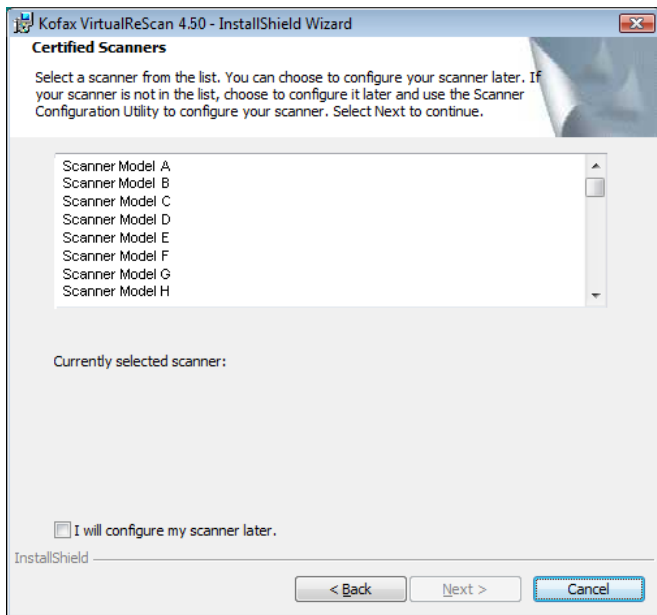 Kofax VirtualReScan 4.50 - InstallShield Wizard
Certified Scanners
Select a scanner from the list. You can choose to configure your scanner later. If
your scanner is not in the list, choose to configure it later and use the Scanner
Configuration Utility to configure your scanner. Select Next to continue.
Scanner Model A
Scanner Model B
Scanner Model C
Scanner Model D
Scanner Model E
Scanner Model F
Scanner Model G
Scanner Model H
Currently selected scanner:
I will configure my scanner later.
InstallShield
< Back Next > Cancel